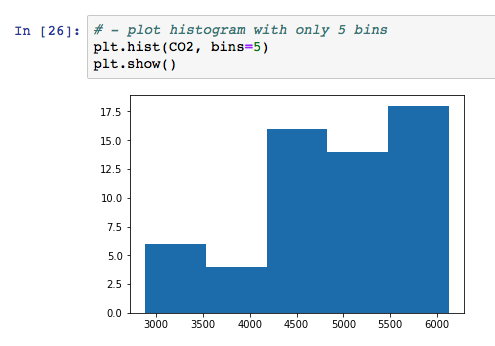 In [26]: # - plot histogram with only 5 bins
plt.hist(CO2, bins=5)
plt.show()
17.5
15.0
12.5
10.0
7.5
5.0
2.5
0.0
3000 3500 4000 4500 5000 5500 6000